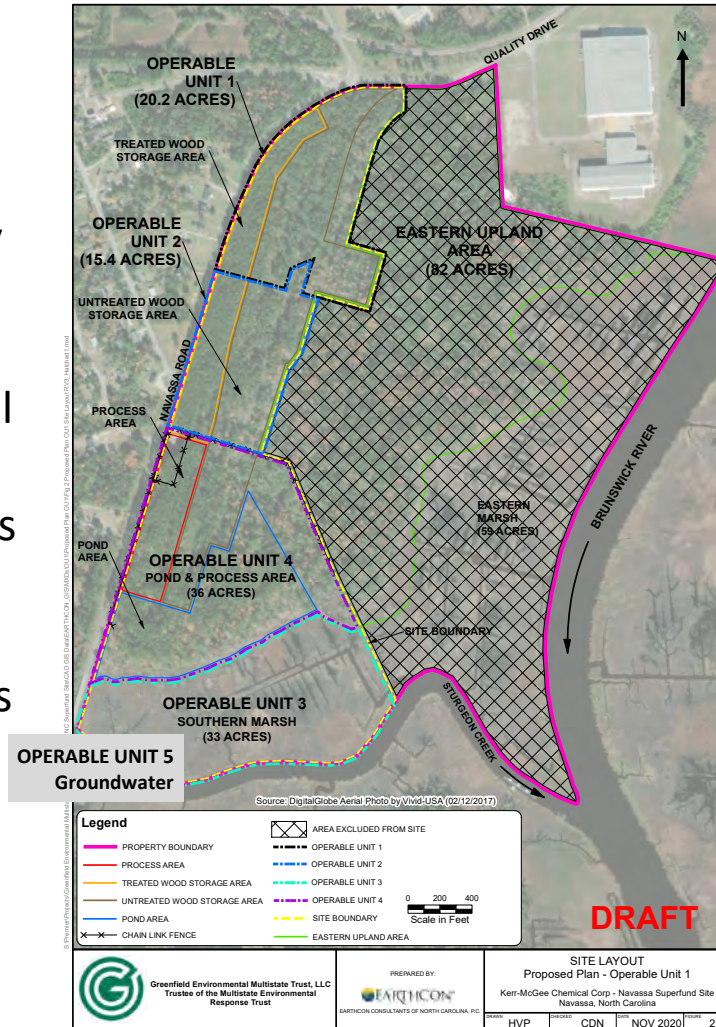 y
l
s
s
QUALITY DRIVE
N
OPERABLE
UNIT 1
(20.2 ACRES)
TREATED WOOD
STORAGE AREA
OPERABLE
UNIT 2
(15.4 ACRES)
EASTERN UPLAND
AREA
(82 ACRES)
UNTREATED WOOD
STORAGE AREA
NAVASSA ROAD
PROCESS
AREA
BRUNSWICK RIVER
EASTERN
MARSH
(59 ACRES)
POND
AREA
OPERABLE UNIT 4
POND & PROCESS AREA
(36 ACRES)
SITE BOUNDARY
OPERABLE UNIT 3
SOUTHERN MARSH
(33 ACRES)
STURGEON CREEK
OPERABLE UNIT 5
Groundwater
Source: DigitalGlobe Aerial Photo by Vivid-USA (02/12/2017)
Legend
PROPERTY BOUNDARY
PROCESS AREA
TREATED WOOD STORAGE AREA
UNTREATED WOOD STORAGE AREA
POND AREA
CHAIN LINK FENCE
AREA EXCLUDED FROM SITE
OPERABLE UNIT 1
OPERABLE UNIT 2
OPERABLE UNIT 3
OPERABLE UNIT 4
SITE BOUNDARY
EASTERN UPLAND AREA
0 200 400
Scale in Feet
DRAFT
Greenfield Environmental Multistate Trust, LLC
Trustee of the Multistate Environmental
Response Trust
PREPARED BY:
EARTHCON
EARTHCON CONSULTANTS OF NORTH CAROLINA, P.C.
SITE LAYOUT
Proposed Plan - Operable Unit 1
Kerr-McGee Chemical Corp - Navassa Superfund Site
Navassa, North Carolina
DRAWN HVP CHECKED CDN DATE NOV 2020 FIGURE 2